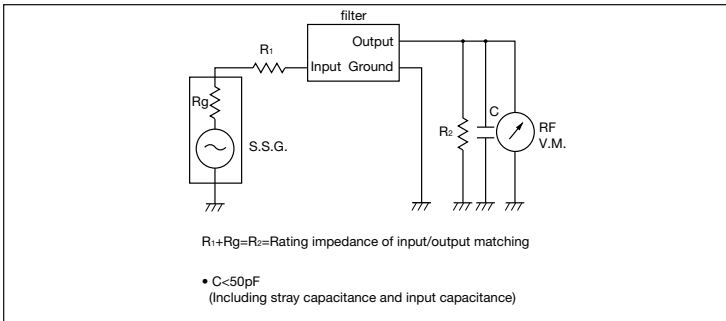 filter
Output
R₁
Input Ground
Rg
C
R₂
RF
V.M.
S.S.G.
R₁+Rg=R₂=Rating impedance of input/output matching
• C<50pF
(Including stray capacitance and input capacitance)